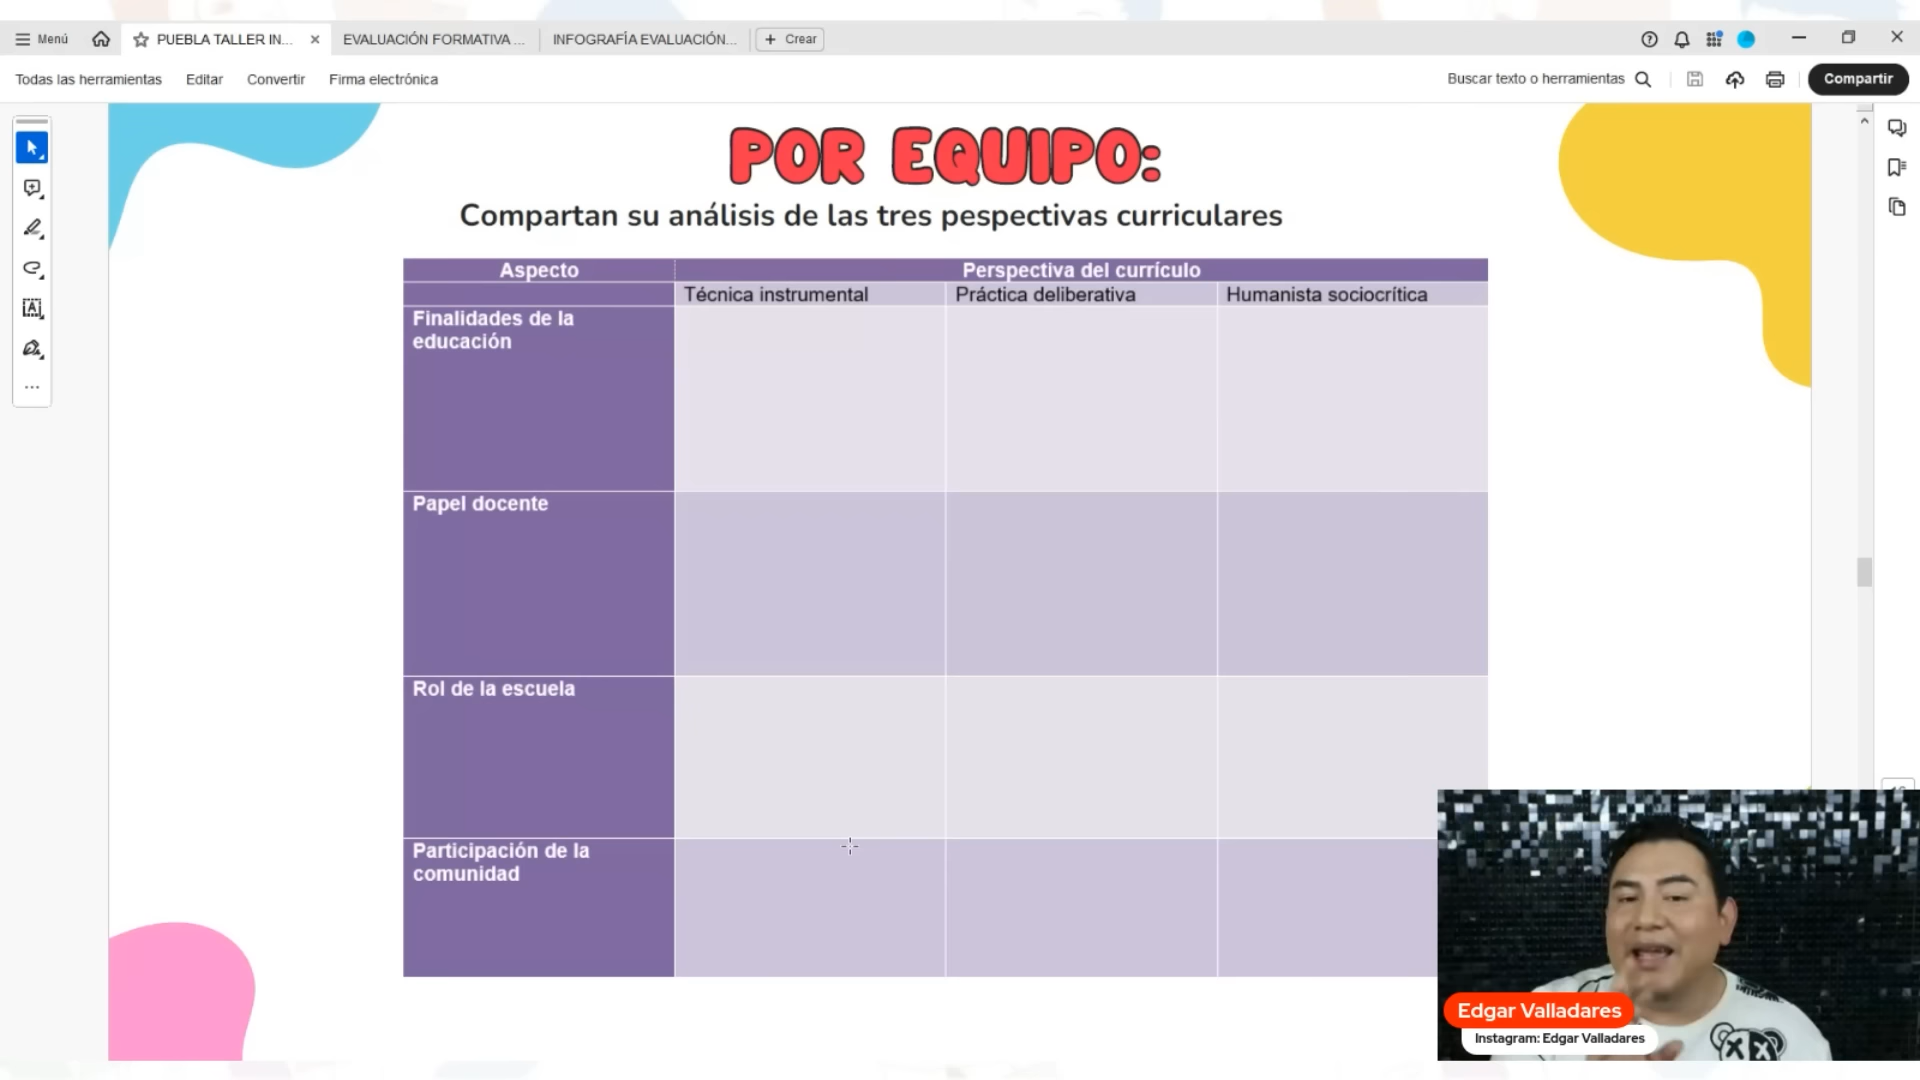 Menú
PUEBLA TALLER IN...
EVALUACIÓN FORMATIVA ...
INFOGRAFÍA EVALUACIÓN...
+ Crear
Todas las herramientas
Editar
Convertir
Firma electrónica
Buscar texto o herramientas
Compartir
POR EQUIPO:
Compartan su análisis de las tres pespectivas curriculares
Aspecto
Perspectiva del currículo
Técnica instrumental
Práctica deliberativa
Humanista sociocrítica
Finalidades de la
educación
Papel docente
Rol de la escuela
Participación de la
comunidad
Edgar Valladares
Instagram: Edgar Valladares